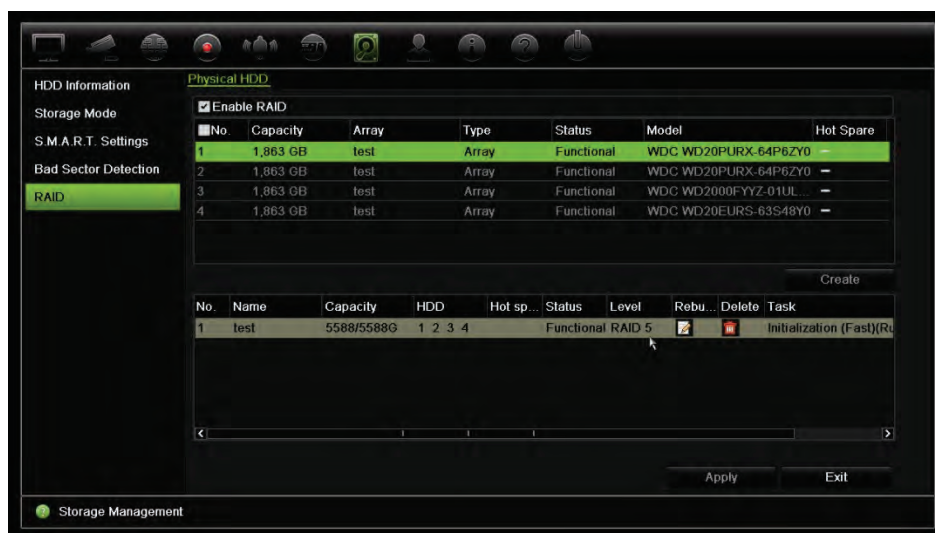 Physical HDD
HDD Information
Storage Mode
S.M.A.R.T. Settings
Bad Sector Detection
RAID
Enable RAID
No. Capacity Array Type Status Model Hot Spare
1 1,863 GB test Array Functional WDC WD20PURX-64P6ZY0 –
2 1,863 GB test Array Functional WDC WD20PURX-64P6ZY0 –
3 1,863 GB test Array Functional WDC WD2000FYYZ-01UL... –
4 1,863 GB test Array Functional WDC WD20EURS-63S48Y0 –
Create
No. Name Capacity HDD Hot sp... Status Level Rebu... Delete Task
1 test 5588/5588G 1 2 3 4 Functional RAID 5 Initialization (Fast)(Ru
Apply Exit
Storage Management